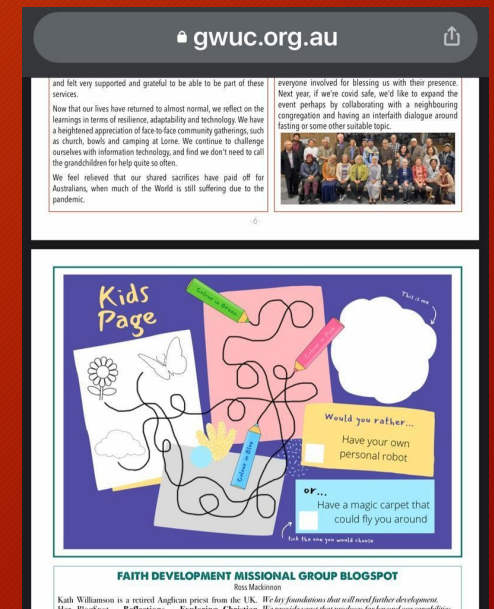 gwuc.org.au
and felt very supported and grateful to be able to be part of these
services.
Now that our lives have returned to almost normal, we reflect on the
learnings in terms of resilience, adaptability and technology. We have
a heightened appreciation of face-to-face community gatherings, such
as church, bowls and camping at Lorne. We continue to challenge
ourselves with information technology, and find we don't need to call
the grandchildren for help quite so often.
We feel relieved that our shared sacrifices have paid off for
Australians, when much of the World is still suffering due to the
pandemic.
everyone involved for blessing us with their presence.
Next year, if we're covid safe, we'd like to expand the
event perhaps by collaborating with a neighbouring
congregation and having an interfaith dialogue around
fasting or some other suitable topic.
-6-
Kids
Page
Colour in Green
Colour in Pink
Colour in Blue
This is me
Would you rather...
Have your own
personal robot
or...
Have a magic carpet that
could fly you around
tick the one you would choose
FAITH DEVELOPMENT MISSIONAL GROUP BLOGSPOT
Ross Mackinnon
Kath Williamson is a retired Anglican priest from the UK.
We lay foundations that will need further development.